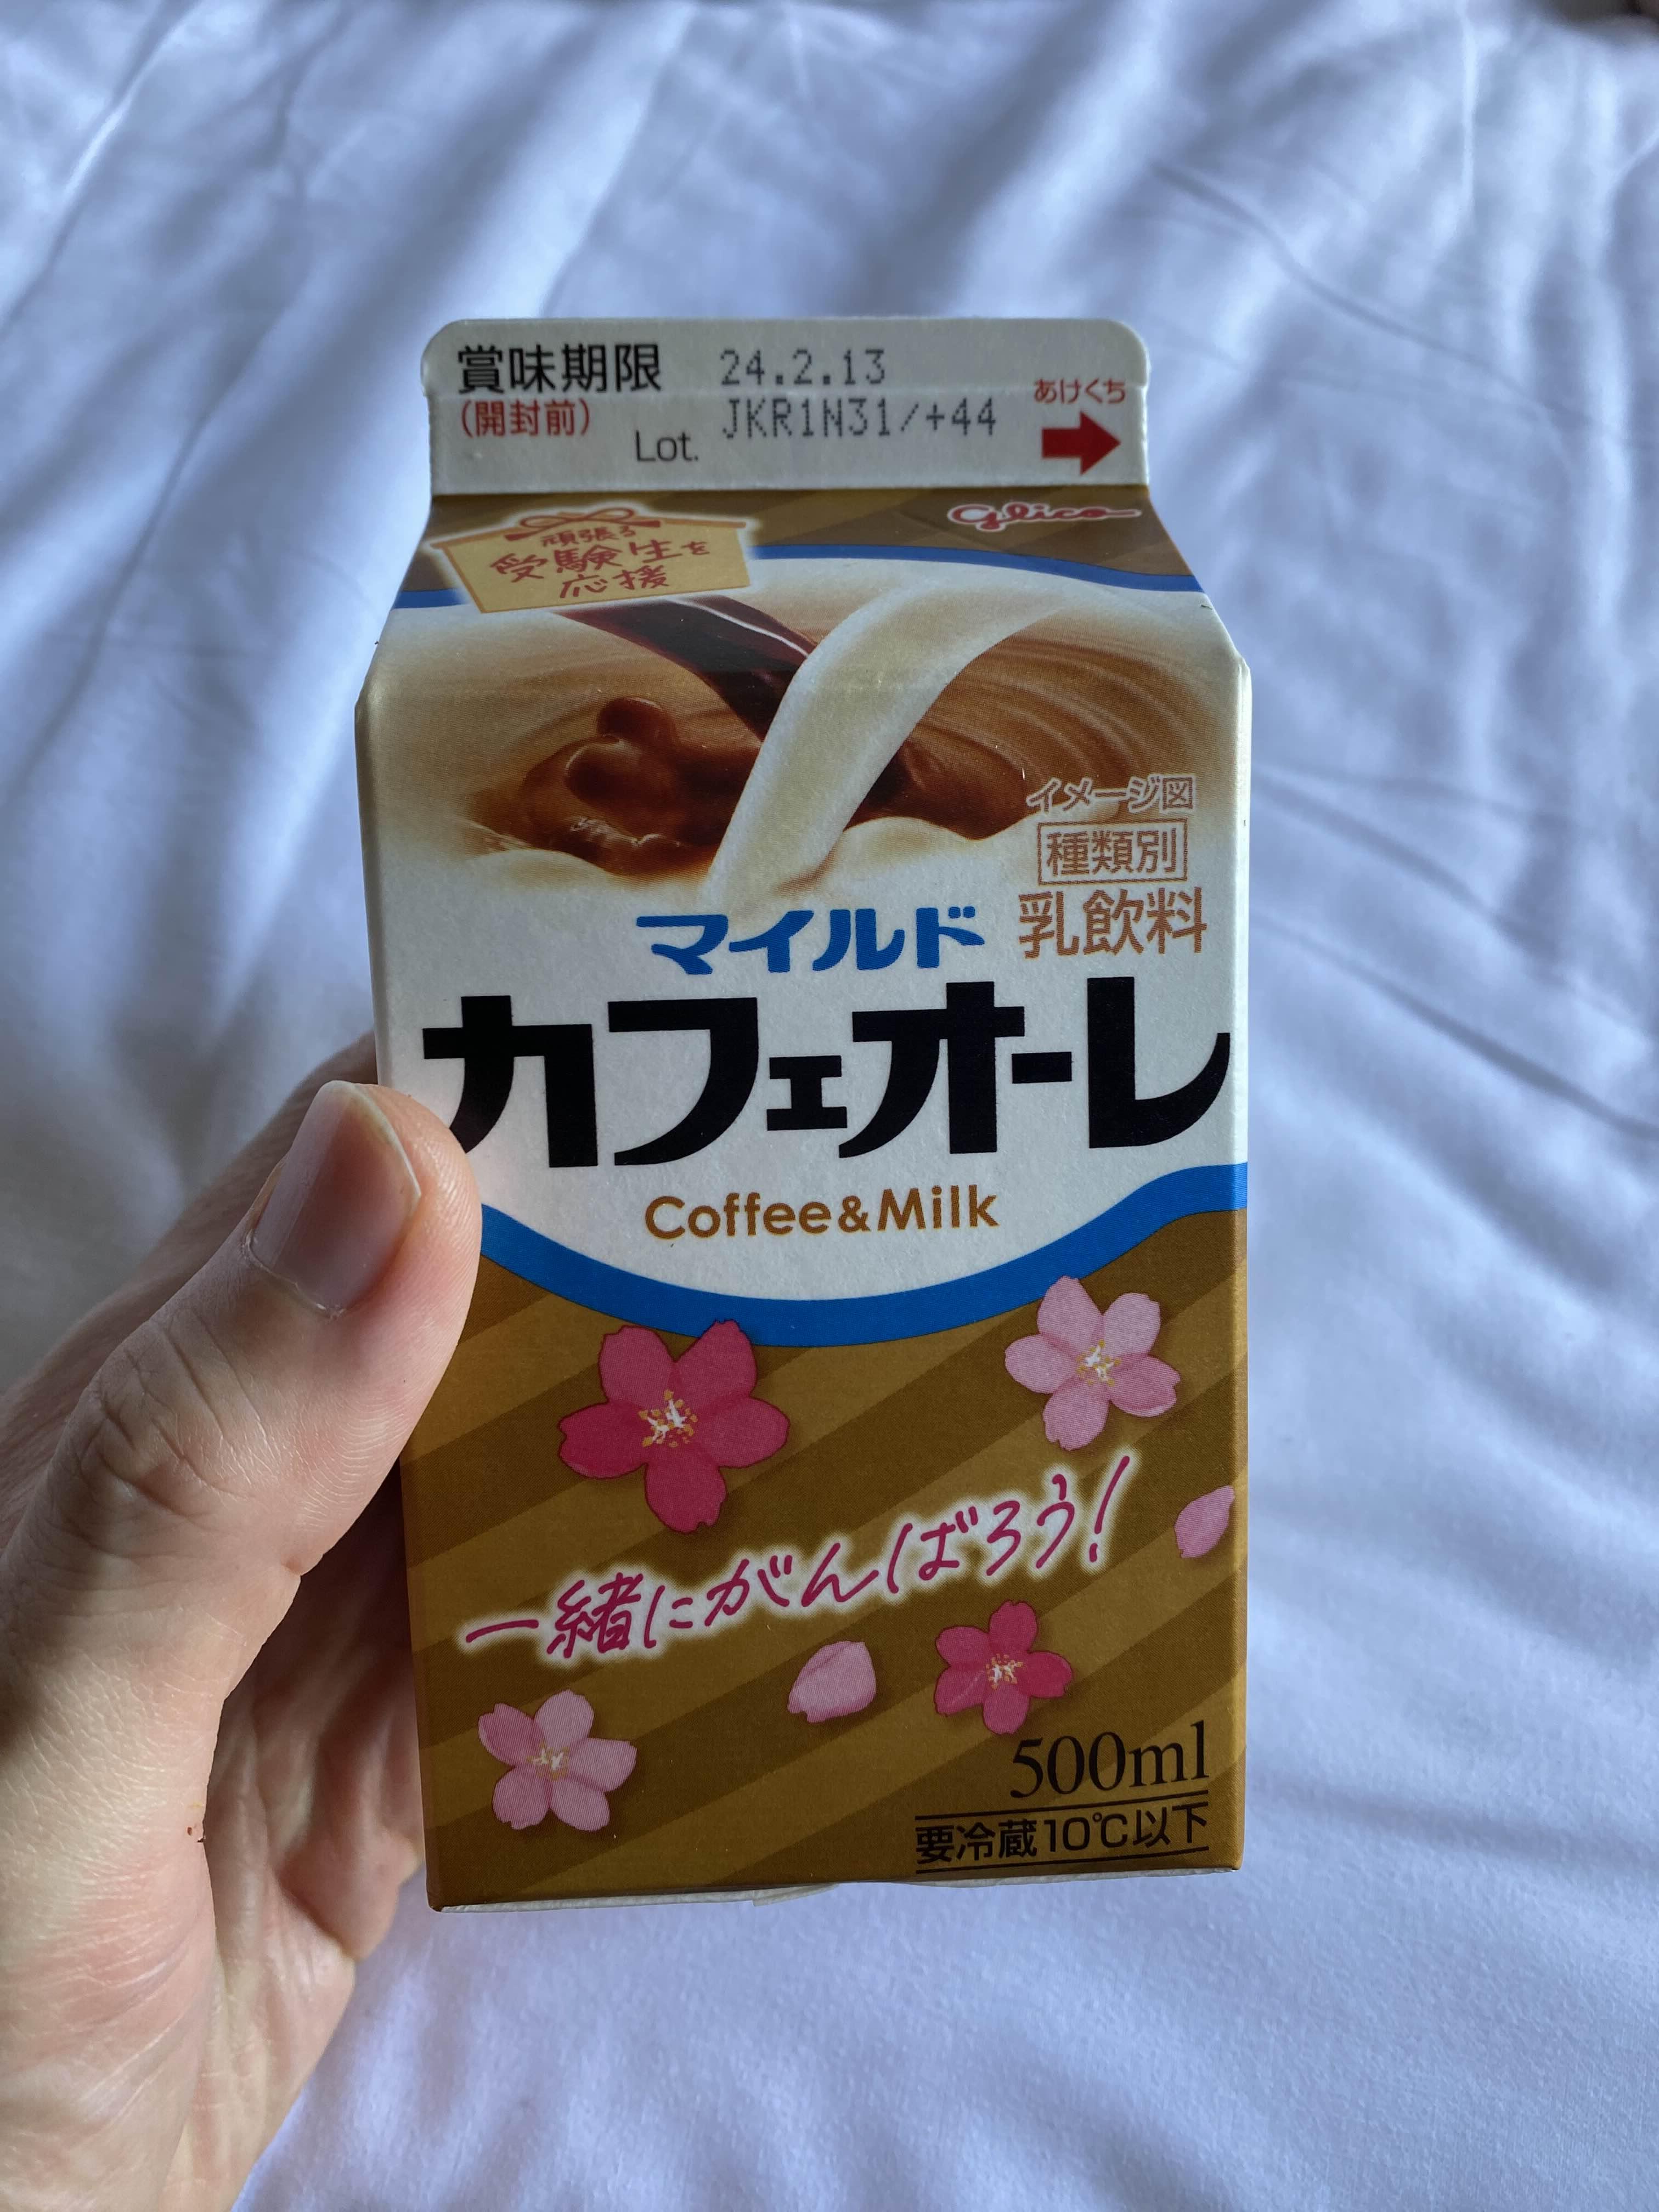 賞味期限 24.2.13
(開封前) Lot. JKR1N31/+44
あけくち
glico
頑張る
受験生を
応援
イメージ図
種類別
乳飲料
マイルド
カフェオーレ
Coffee&Milk
一緒にがんばろう!
500ml
要冷蔵10℃以下